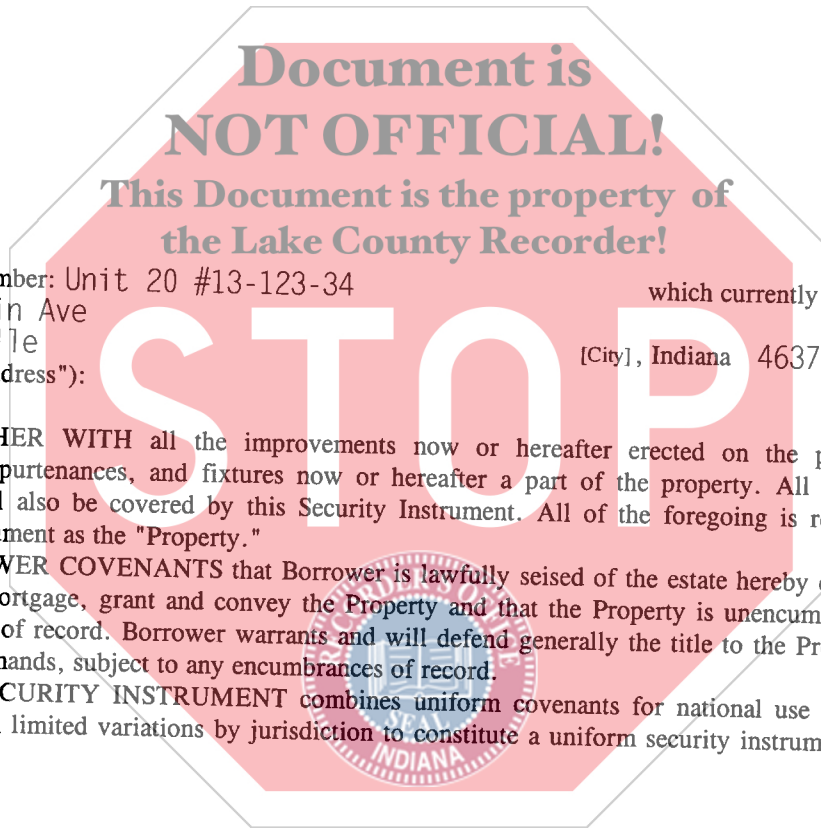 Document is
NOT OFFICIAL!
This Document is the property of
the Lake County Recorder!
mber: Unit 20 #13-123-34
which currently
in Ave
le
[City], Indiana 4637
dress"):
STOP
HER WITH all the improvements now or hereafter erected on the p
purtenances, and fixtures now or hereafter a part of the property. All
l also be covered by this Security Instrument. All of the foregoing is r
ment as the "Property."
WER COVENANTS that Borrower is lawfully seised of the estate hereby
ortgage, grant and convey the Property and that the Property is unencum
of record. Borrower warrants and will defend generally the title to the Pr
nands, subject to any encumbrances of record.
CURITY INSTRUMENT combines uniform covenants for national use
limited variations by jurisdiction to constitute a uniform security instrum
RECORDER'S OFFICE
SEAL
INDIANA